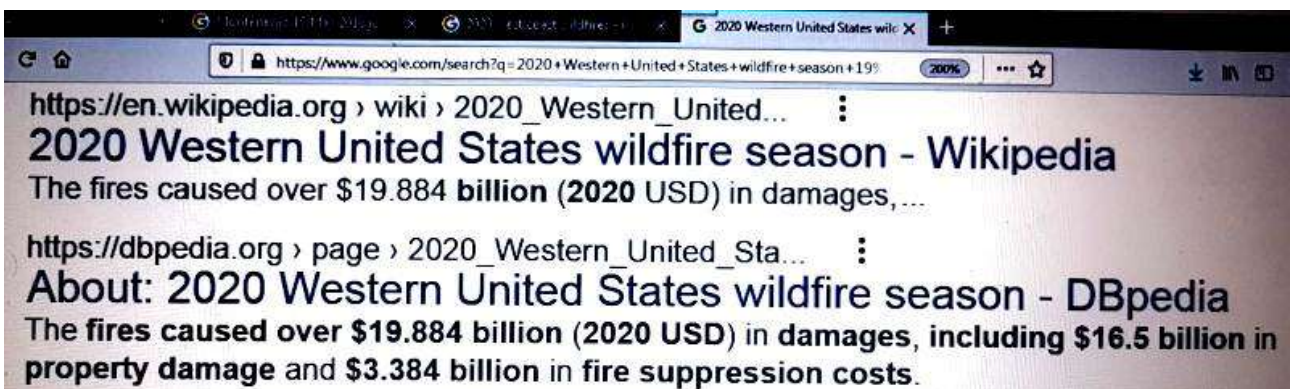 2020 Western United States wilc
https://www.google.com/search?q=2020+Western+United+States+wildfire+season+19
200%
https://en.wikipedia.org › wiki › 2020_Western_United...
2020 Western United States wildfire season - Wikipedia
The fires caused over $19.884 billion (2020 USD) in damages,...
https://dbpedia.org › page › 2020_Western_United_Sta...
About: 2020 Western United States wildfire season - DBpedia
The fires caused over $19.884 billion (2020 USD) in damages, including $16.5 billion in
property damage and $3.384 billion in fire suppression costs.